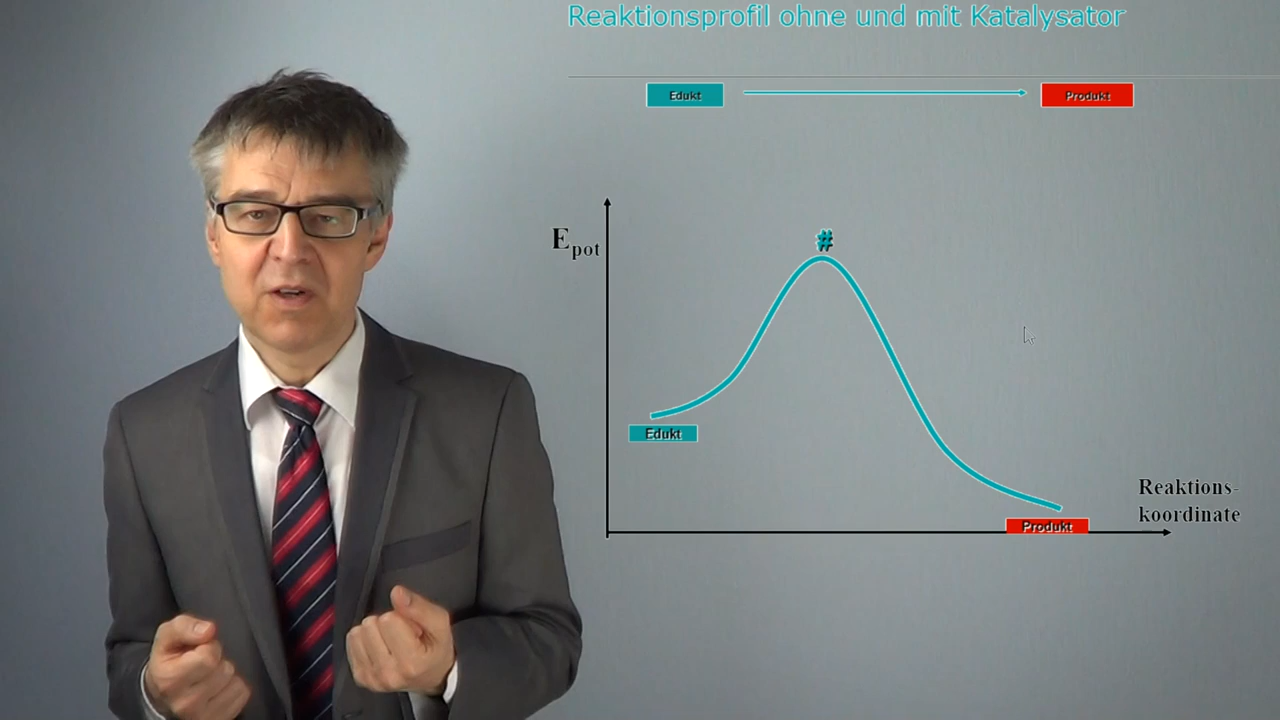 Reaktionsprofil ohne und mit Katalysator
Edukt
Produkt
#
Epot
Edukt
Reaktions-
koordinate
Produkt